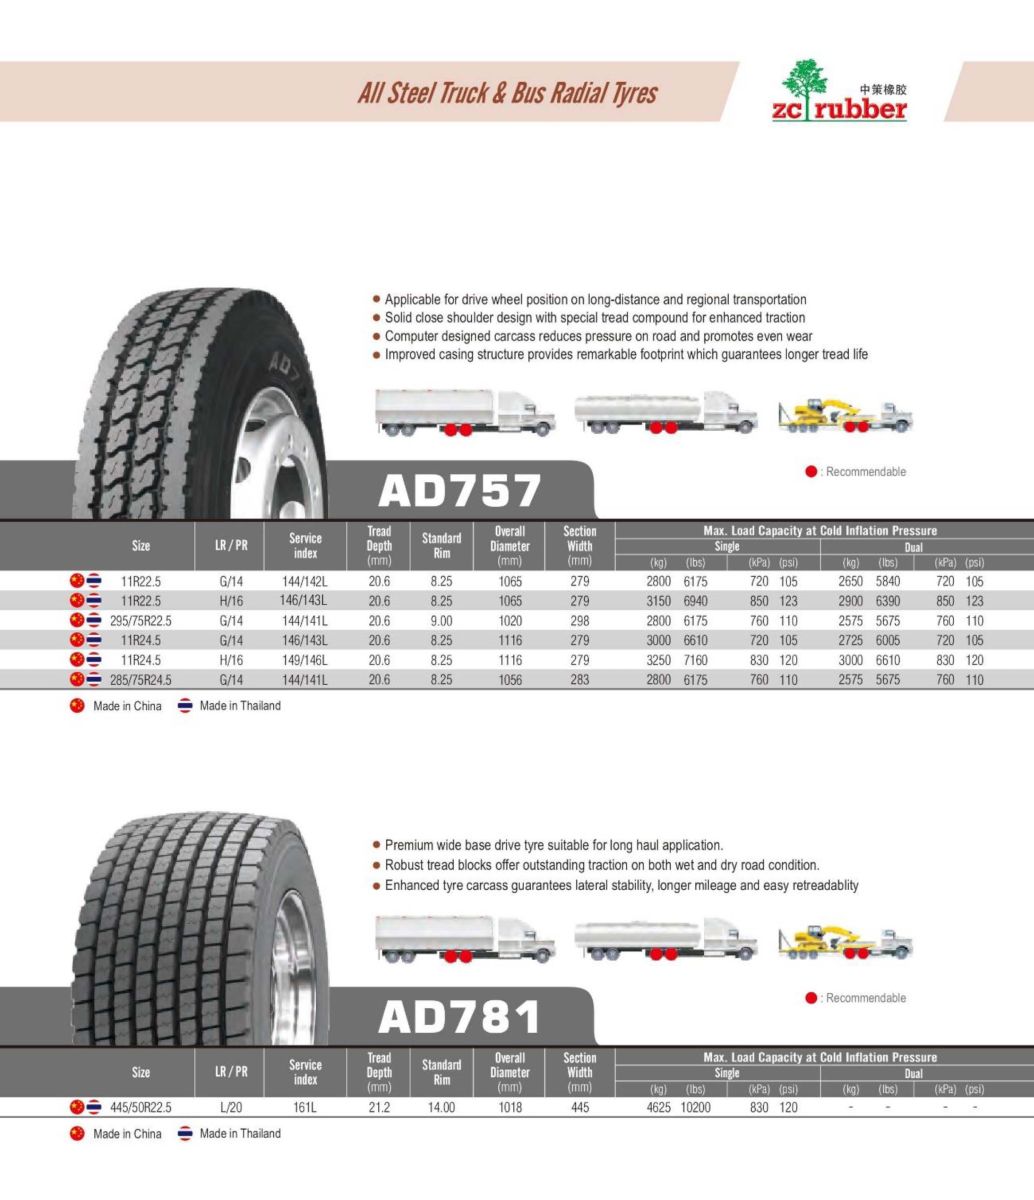 All Steel Truck & Bus Radial Tyres
中策橡胶
zc rubber
Applicable for drive wheel position on long-distance and regional transportation
Solid close shoulder design with special tread compound for enhanced traction
Computer designed carcass reduces pressure on road and promotes even wear
Improved casing structure provides remarkable footprint which guarantees longer tread life
: Recommendable
AD757
Size LR / PR Service index Tread Depth (mm) Standard Rim Overall Diameter (mm) Section Width (mm) Max. Load Capacity at Cold Inflation Pressure
Single Dual
(kg) (lbs) (kPa) (psi) (kg) (lbs) (kPa) (psi)
11R22.5 G/14 144/142L 20.6 8.25 1065 279 2800 6175 720 105 2650 5840 720 105
11R22.5 H/16 146/143L 20.6 8.25 1065 279 3150 6940 850 123 2900 6390 850 123
295/75R22.5 G/14 144/141L 20.6 9.00 1020 298 2800 6175 760 110 2575 5675 760 110
11R24.5 G/14 146/143L 20.6 8.25 1116 279 3000 6610 720 105 2725 6005 720 105
11R24.5 H/16 149/146L 20.6 8.25 1116 279 3250 7160 830 120 3000 6610 830 120
285/75R24.5 G/14 144/141L 20.6 8.25 1056 283 2800 6175 760 110 2575 5675 760 110
Made in China Made in Thailand
Premium wide base drive tyre suitable for long haul application.
Robust tread blocks offer outstanding traction on both wet and dry road condition.
Enhanced tyre carcass guarantees lateral stability, longer mileage and easy retreadablity
: Recommendable
AD781
Size LR / PR Service index Tread Depth (mm) Standard Rim Overall Diameter (mm) Section Width (mm) Max. Load Capacity at Cold Inflation Pressure
Single Dual
(kg) (lbs) (kPa) (psi) (kg) (lbs) (kPa) (psi)
445/50R22.5 L/20 161L 21.2 14.00 1018 445 4625 10200 830 120 - - - -
Made in China Made in Thailand